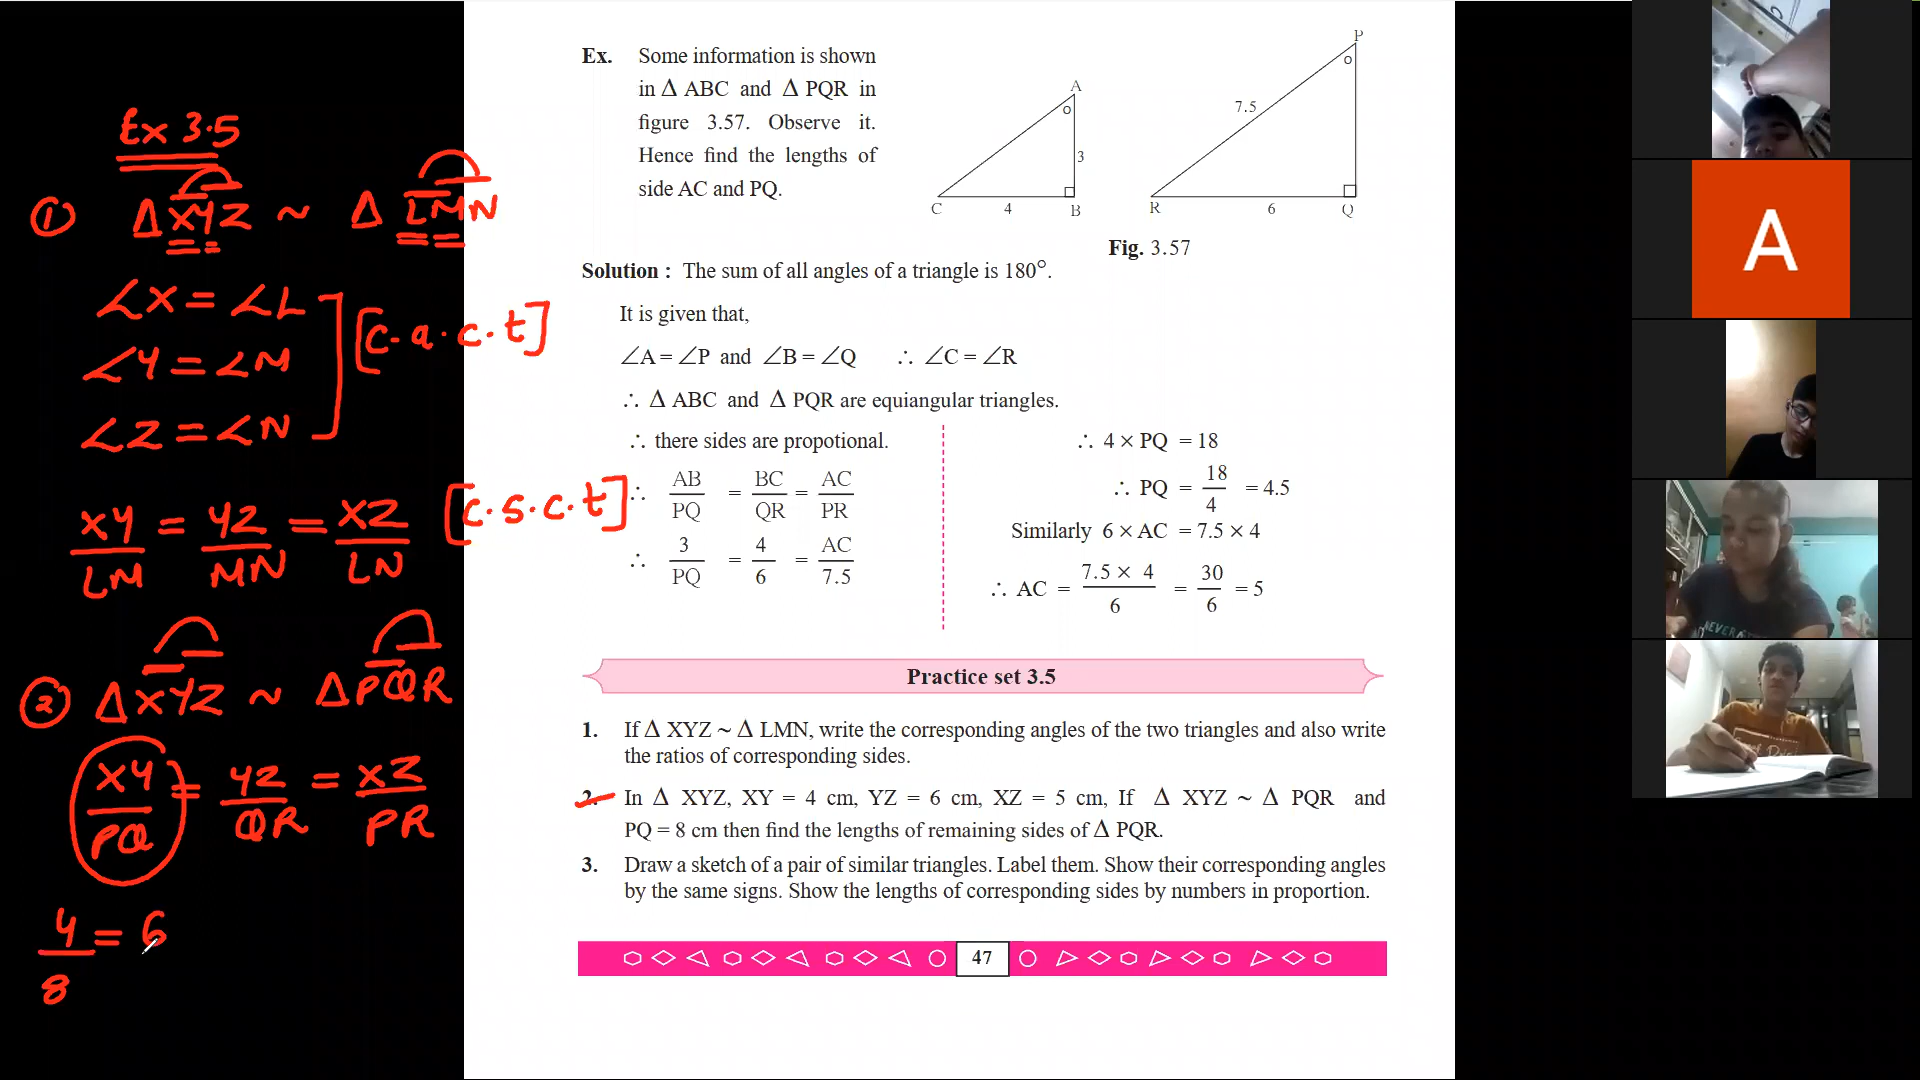 Ex 3.5
① Δ XYZ ~ Δ LMN
∠X = ∠L
∠Y = ∠M
∠Z = ∠N
[c.a.c.t]
XY/LM = YZ/MN = XZ/LN [c.s.c.t]
② Δ XYZ ~ Δ PQR
XY/PQ = YZ/QR = XZ/PR
4/8 = 6
Ex. Some information is shown
in Δ ABC and Δ PQR in
figure 3.57. Observe it.
Hence find the lengths of
side AC and PQ.
A
o
3
C
4
B
P
o
7.5
R
6
Q
Fig. 3.57
Solution : The sum of all angles of a triangle is 180°.
It is given that,
∠A = ∠P and ∠B = ∠Q ∴ ∠C = ∠R
∴ Δ ABC and Δ PQR are equiangular triangles.
∴ there sides are propotional.
∴ AB/PQ = BC/QR = AC/PR
∴ 3/PQ = 4/6 = AC/7.5
∴ 4 × PQ = 18
∴ PQ = 18/4 = 4.5
Similarly 6 × AC = 7.5 × 4
∴ AC = 7.5 × 4/6 = 30/6 = 5
Practice set 3.5
1. If Δ XYZ ~ Δ LMN, write the corresponding angles of the two triangles and also write
the ratios of corresponding sides.
2. In Δ XYZ, XY = 4 cm, YZ = 6 cm, XZ = 5 cm, If Δ XYZ ~ Δ PQR and
PQ = 8 cm then find the lengths of remaining sides of Δ PQR.
3. Draw a sketch of a pair of similar triangles. Label them. Show their corresponding angles
by the same signs. Show the lengths of corresponding sides by numbers in proportion.
47
A
NEVER